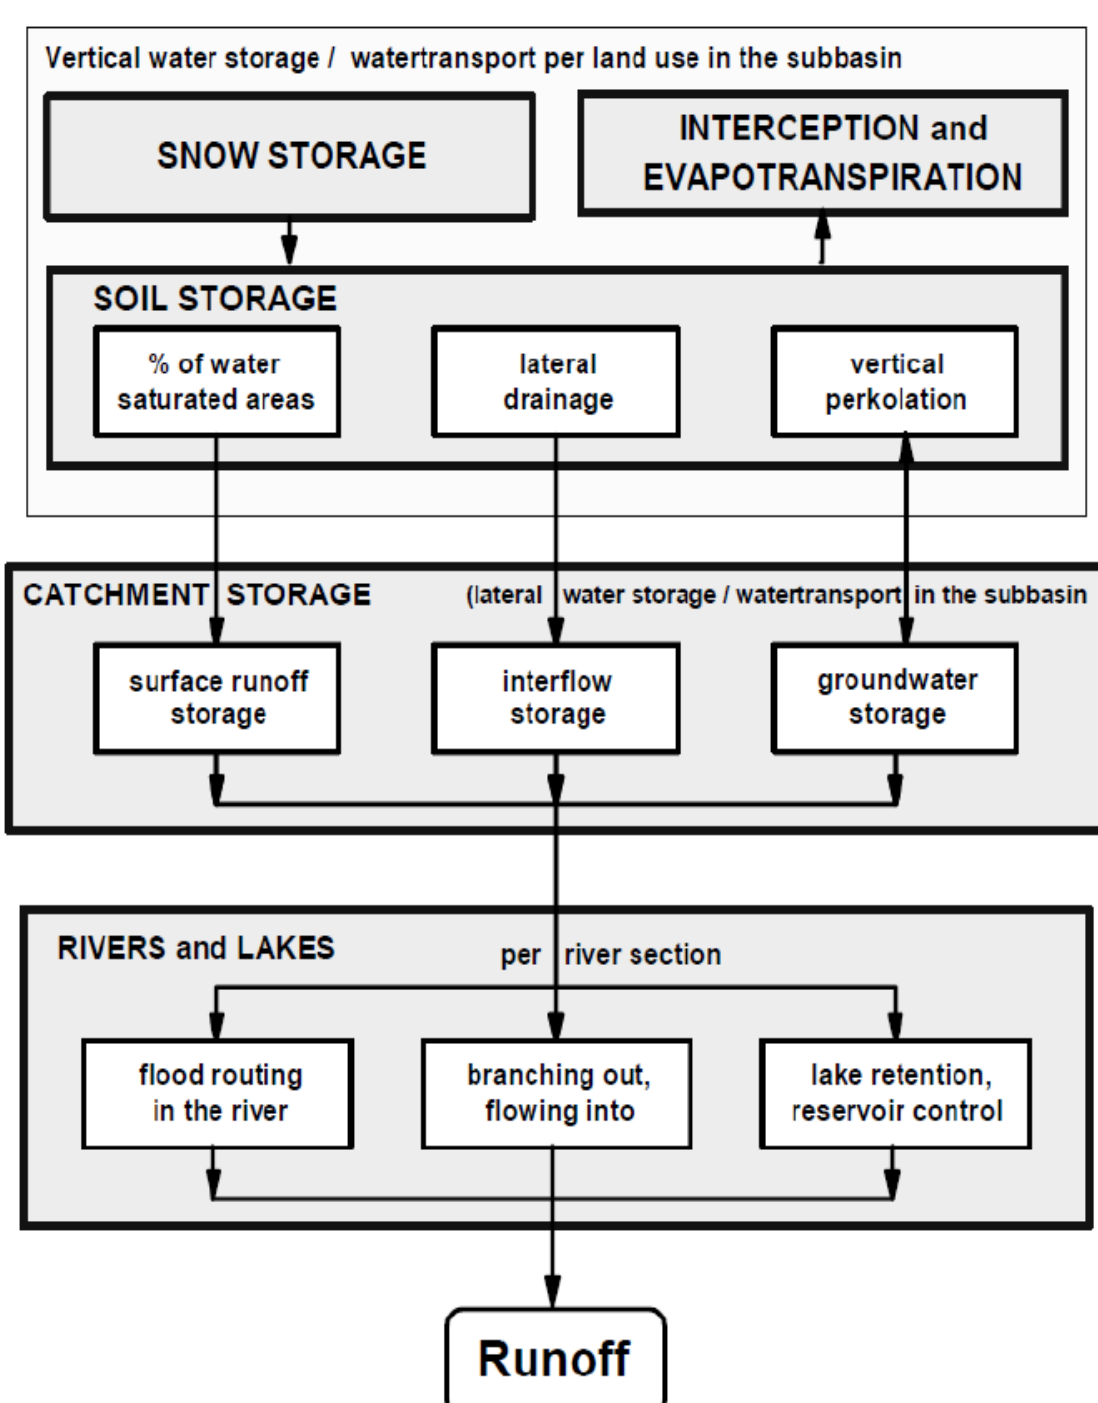 Vertical water storage / watertransport per land use in the subbasin
SNOW STORAGE
INTERCEPTION and
EVAPOTRANSPIRATION
SOIL STORAGE
% of water
saturated areas
lateral
drainage
vertical
perkolation
CATCHMENT STORAGE
(lateral water storage / watertransport in the subbasin
surface runoff
storage
interflow
storage
groundwater
storage
RIVERS and LAKES
per river section
flood routing
in the river
branching out,
flowing into
lake retention,
reservoir control
Runoff